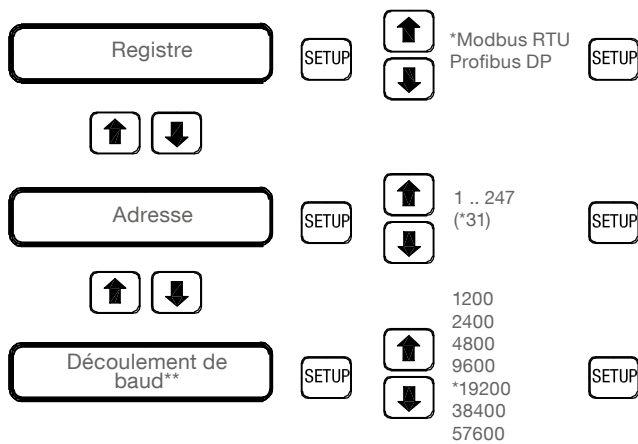 Registre
SETUP
*Modbus RTU
Profibus DP
SETUP
Adresse
SETUP
1 .. 247
(*31)
SETUP
Découlement de
baud**
SETUP
1200
2400
4800
9600
*19200
38400
57600
SETUP